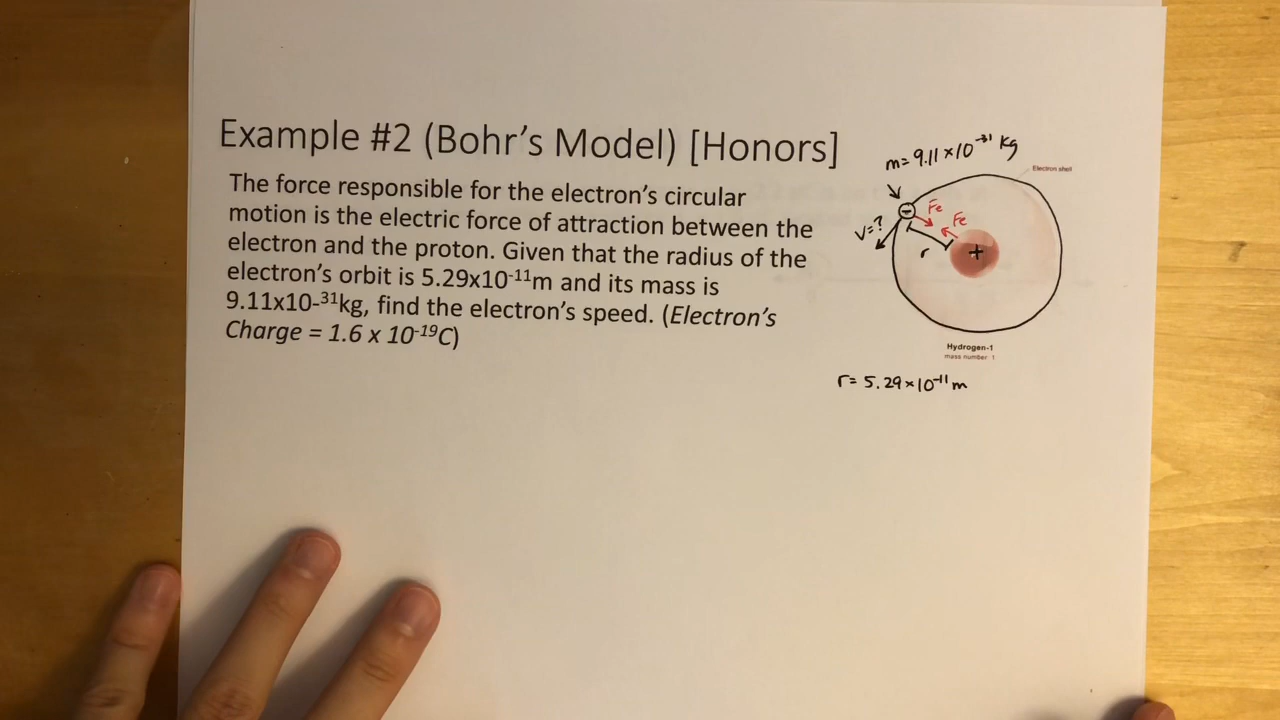 Example #2 (Bohr's Model) [Honors]
The force responsible for the electron's circular
motion is the electric force of attraction between the
electron and the proton. Given that the radius of the
electron's orbit is 5.29x10⁻¹¹m and its mass is
9.11x10-³¹kg, find the electron's speed. (Electron's
Charge = 1.6 x 10⁻¹⁹C)
m= 9.11×10⁻³¹ kg
Electron shell
Fe
Fe
V=?
r
+
Hydrogen-1
mass number: 1
r= 5.29×10⁻¹¹m